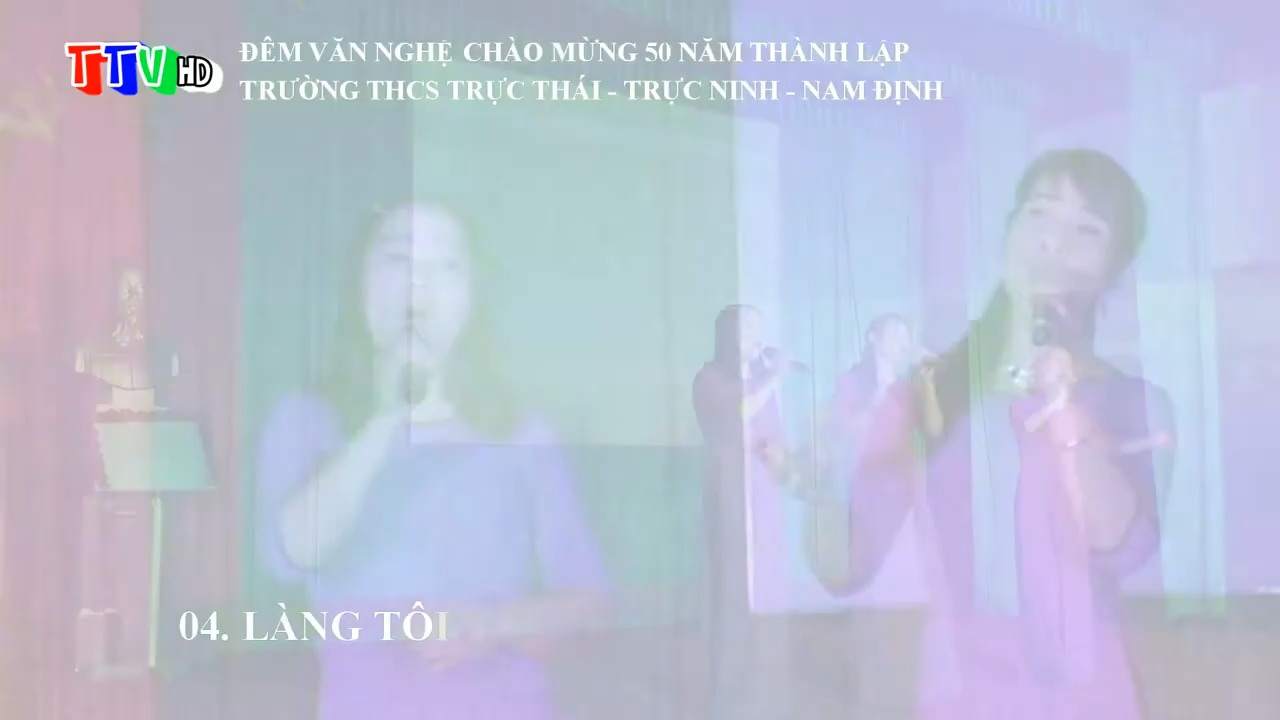 TTV HD
ĐÊM VĂN NGHỆ CHÀO MỪNG 50 NĂM THÀNH LẬP
TRƯỜNG THCS TRỰC THÁI - TRỰC NINH - NAM ĐỊNH
04. LÀNG TÔI